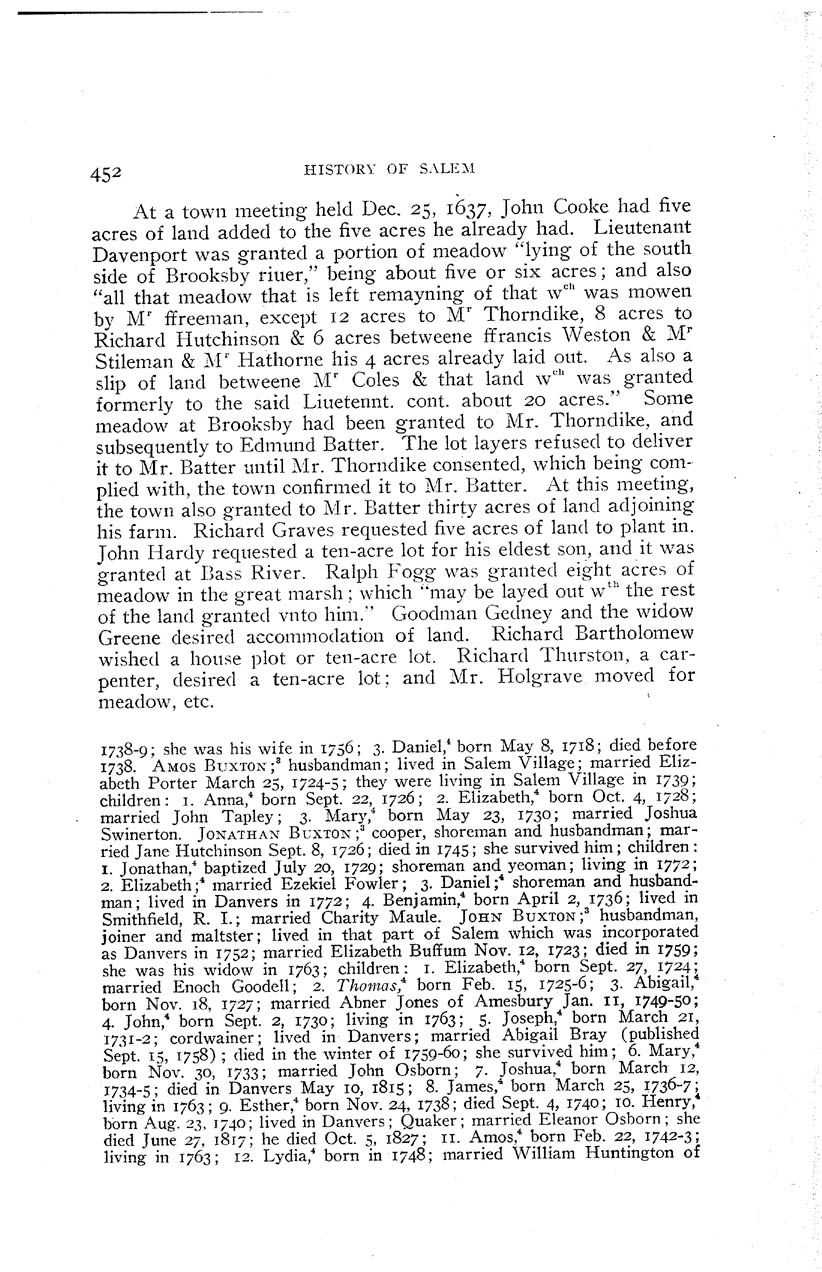 452 HISTORY OF SALEM
At a town meeting held Dec. 25, 1637, John Cooke had five
acres of land added to the five acres he already had. Lieutenant
Davenport was granted a portion of meadow “lying of the south
side of Brooksby riuer,” being about five or six acres; and also
“all that meadow that is left remayning of that wᶜʰ was mowen
by Mʳ ffreeman, except 12 acres to Mʳ Thorndike, 8 acres to
Richard Hutchinson & 6 acres betweene ffrancis Weston & Mʳ
Stileman & Mʳ Hathorne his 4 acres already laid out. As also a
slip of land betweene Mʳ Coles & that land wᶜʰ was granted
formerly to the said Liuetennt. cont. about 20 acres.” Some
meadow at Brooksby had been granted to Mr. Thorndike, and
subsequently to Edmund Batter. The lot layers refused to deliver
it to Mr. Batter until Mr. Thorndike consented, which being com-
plied with, the town confirmed it to Mr. Batter. At this meeting,
the town also granted to Mr. Batter thirty acres of land adjoining
his farm. Richard Graves requested five acres of land to plant in.
John Hardy requested a ten-acre lot for his eldest son, and it was
granted at Bass River. Ralph Fogg was granted eight acres of
meadow in the great marsh; which “may be layed out wᵗʰ the rest
of the land granted vnto him.” Goodman Gedney and the widow
Greene desired accommodation of land. Richard Bartholomew
wished a house plot or ten-acre lot. Richard Thurston, a car-
penter, desired a ten-acre lot; and Mr. Holgrave moved for
meadow, etc.
1738-9; she was his wife in 1756; 3. Daniel,⁴ born May 8, 1718; died before
1738. AMOS BUXTON;³ husbandman; lived in Salem Village; married Eliz-
abeth Porter March 25, 1724-5; they were living in Salem Village in 1739;
children: 1. Anna,⁴ born Sept. 22, 1726; 2. Elizabeth,⁴ born Oct. 4, 1728;
married John Tapley; 3. Mary,⁴ born May 23, 1730; married Joshua
Swinerton. JONATHAN BUXTON;³ cooper, shoreman and husbandman; mar-
ried Jane Hutchinson Sept. 8, 1726; died in 1745; she survived him; children:
1. Jonathan,⁴ baptized July 20, 1729; shoreman and yeoman; living in 1772;
2. Elizabeth;⁴ married Ezekiel Fowler; 3. Daniel;⁴ shoreman and husband-
man; lived in Danvers in 1772; 4. Benjamin,⁴ born April 2, 1736; lived in
Smithfield, R. I.; married Charity Maule. JOHN BUXTON;³ husbandman,
joiner and maltster; lived in that part of Salem which was incorporated
as Danvers in 1752; married Elizabeth Buffum Nov. 12, 1723; died in 1759;
she was his widow in 1763; children: 1. Elizabeth,⁴ born Sept. 27, 1724;
married Enoch Goodell; 2. Thomas,⁴ born Feb. 15, 1725-6; 3. Abigail,⁴
born Nov. 18, 1727; married Abner Jones of Amesbury Jan. 11, 1749-50;
4. John,⁴ born Sept. 2, 1730; living in 1763; 5. Joseph,⁴ born March 21,
1731-2; cordwainer; lived in Danvers; married Abigail Bray (published
Sept. 15, 1758); died in the winter of 1759-60; she survived him; 6. Mary,⁴
born Nov. 30, 1733; married John Osborn; 7. Joshua,⁴ born March 12,
1734-5; died in Danvers May 10, 1815; 8. James,⁴ born March 25, 1736-7;
living in 1763; 9. Esther,⁴ born Nov. 24, 1738; died Sept. 4, 1740; 10. Henry,⁴
born Aug. 23, 1740; lived in Danvers; Quaker; married Eleanor Osborn; she
died June 27, 1817; he died Oct. 5, 1827; 11. Amos,⁴ born Feb. 22, 1742-3;
living in 1763; 12. Lydia,⁴ born in 1748; married William Huntington of